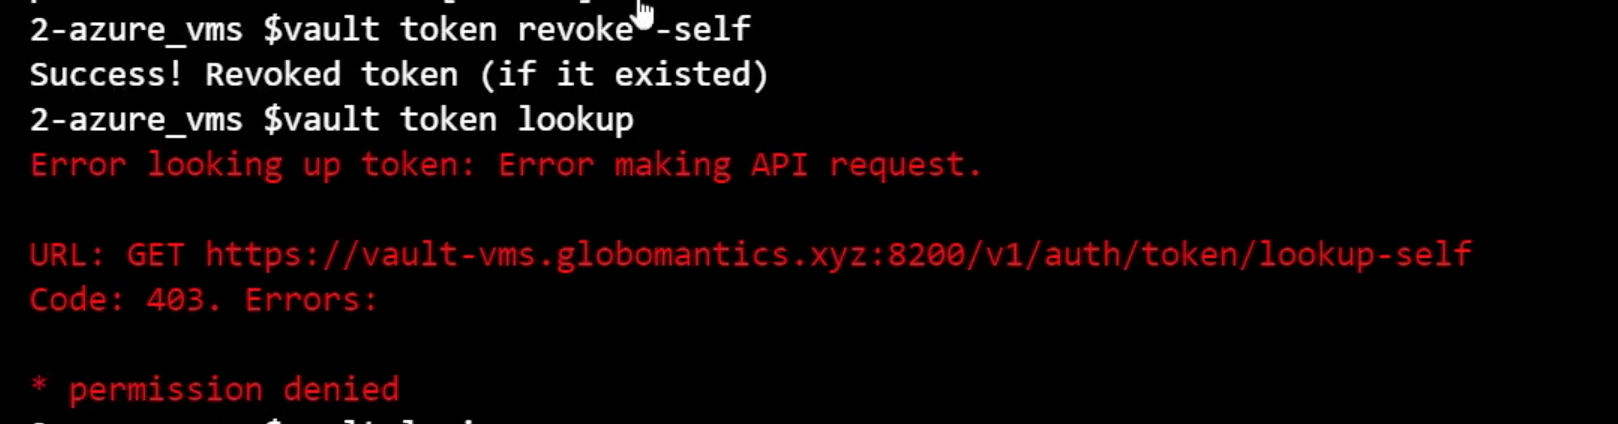 2-azure_vms $vault token revoke -self
Success! Revoked token (if it existed)
2-azure_vms $vault token lookup
Error looking up token: Error making API request.
URL: GET https://vault-vms.globomantics.xyz:8200/v1/auth/token/lookup-self
Code: 403. Errors:
* permission denied